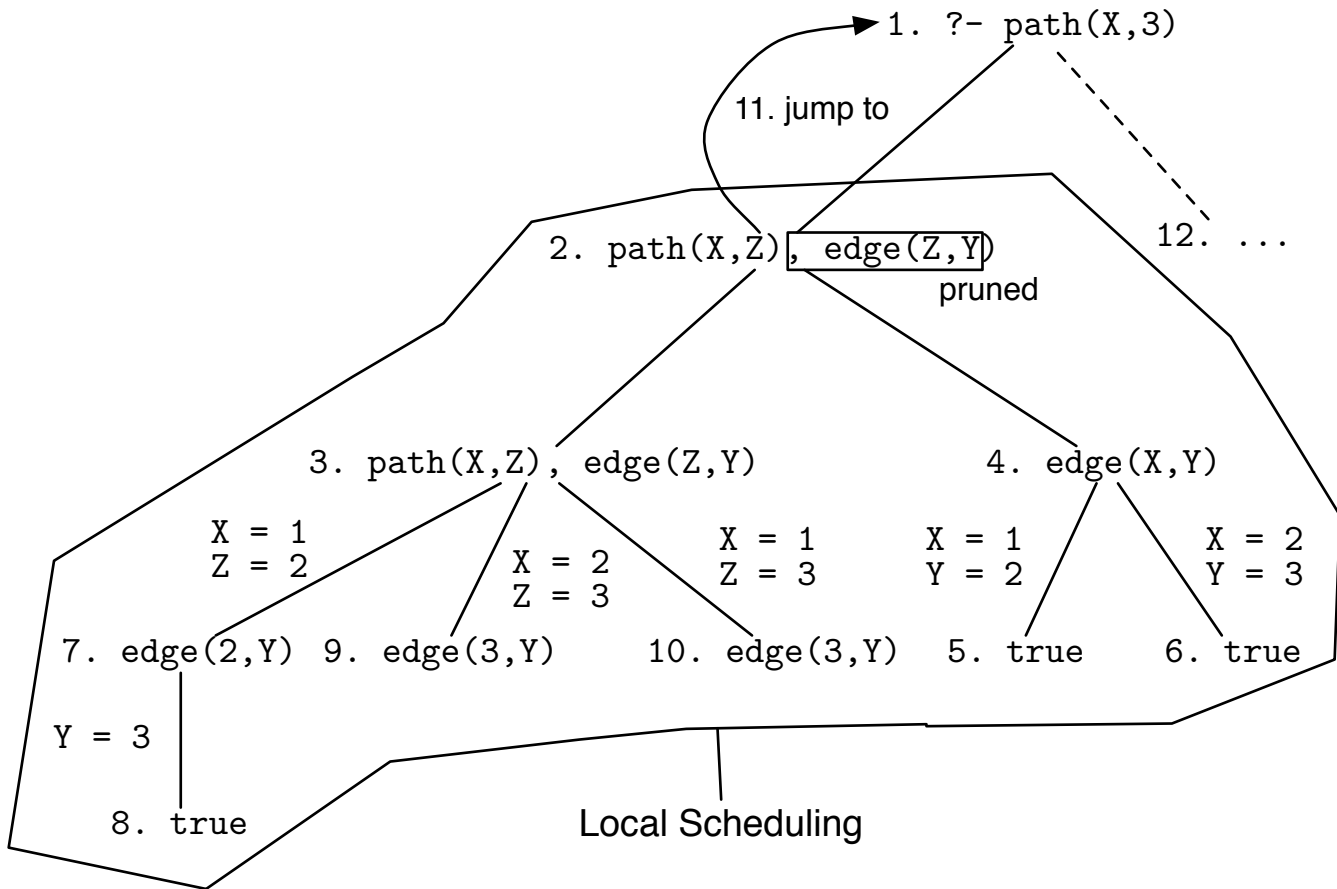 1. ?- path(X,3)
11. jump to
2. path(X,Z), edge(Z,Y)
12. ...
pruned
3. path(X,Z), edge(Z,Y)
4. edge(X,Y)
X = 1
Z = 2
X = 2
Z = 3
X = 1
Z = 3
X = 1
Y = 2
X = 2
Y = 3
7. edge(2,Y)
9. edge(3,Y)
10. edge(3,Y)
5. true
6. true
Y = 3
8. true
Local Scheduling